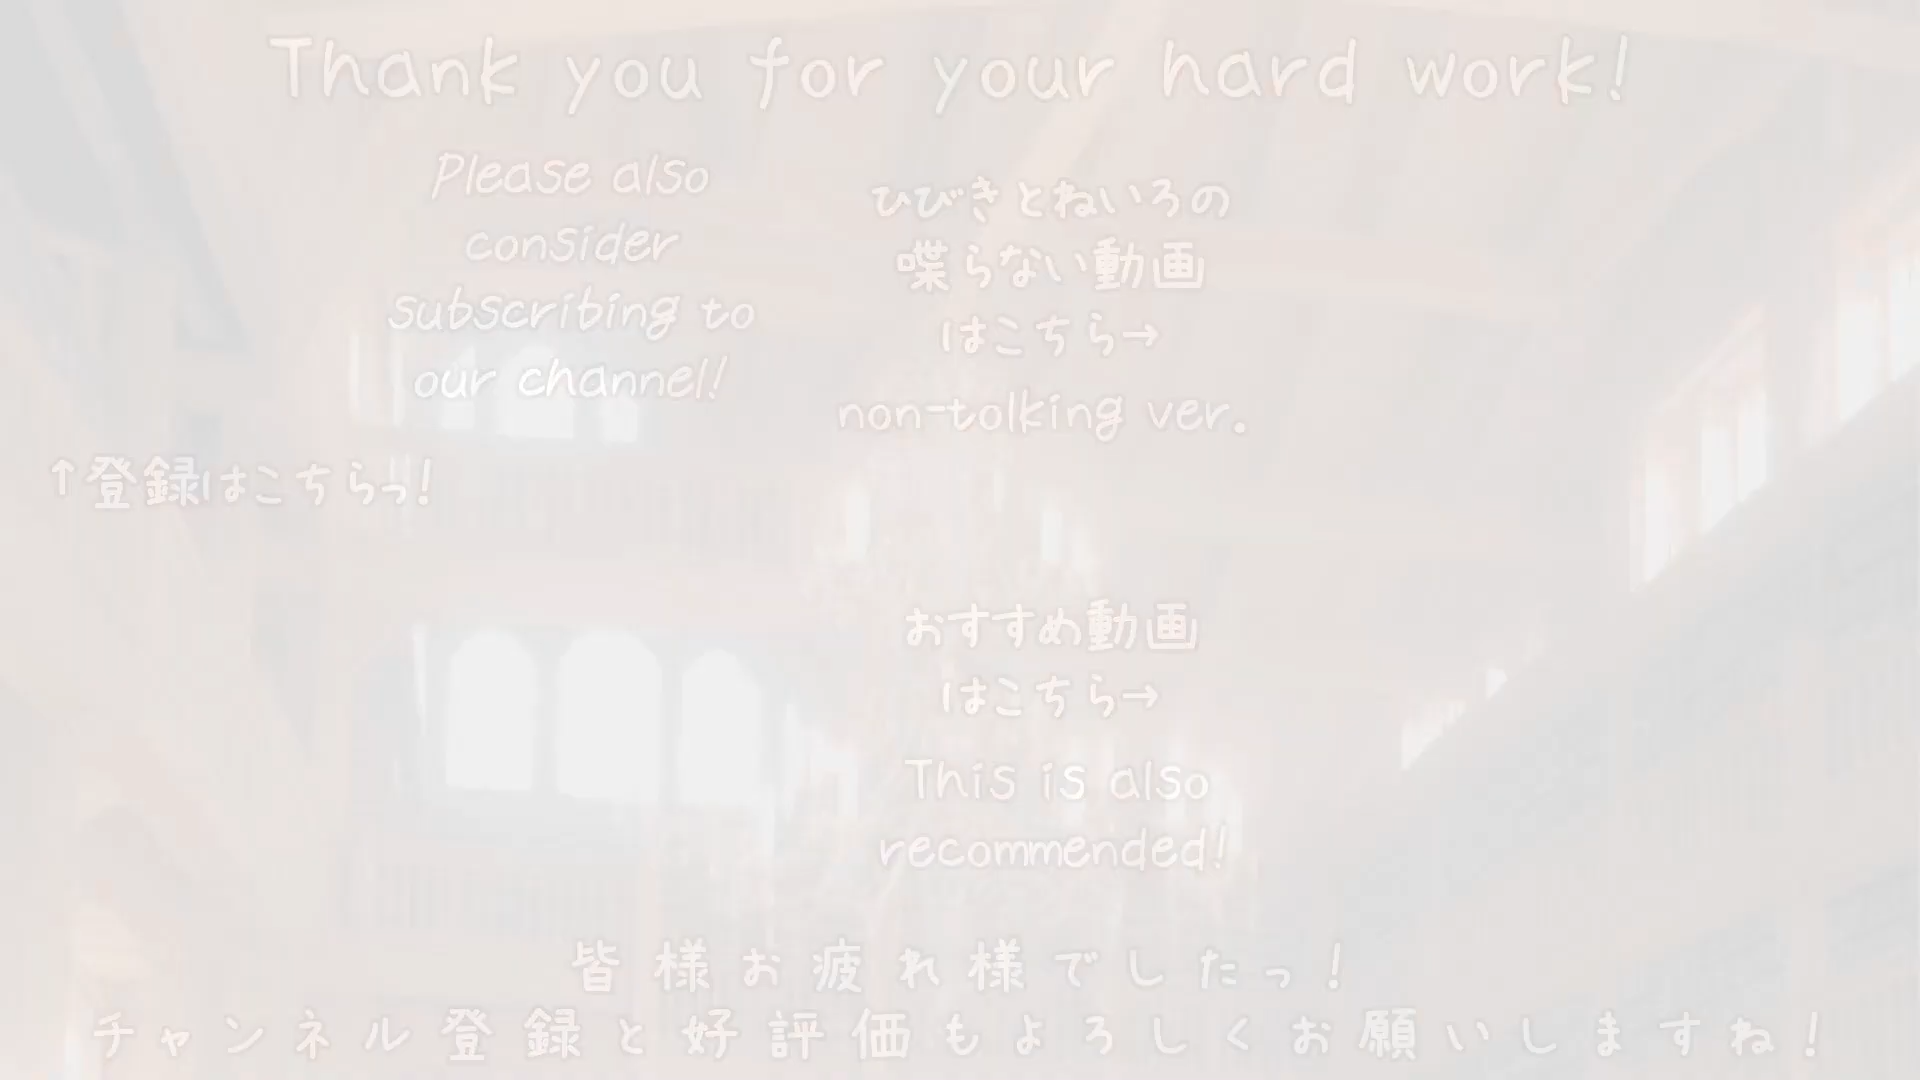 Thank you for your hard work!
Please also
consider
subscribing to
our channel!
↑登録はこちらっ!
ひびきとねいろの
喋らない動画
はこちら→
non-tolking ver.
おすすめ動画
はこちら→
This is also
recommended!
皆様お疲れ様でしたっ!
チャンネル登録と好評価もよろしくお願いしますね!